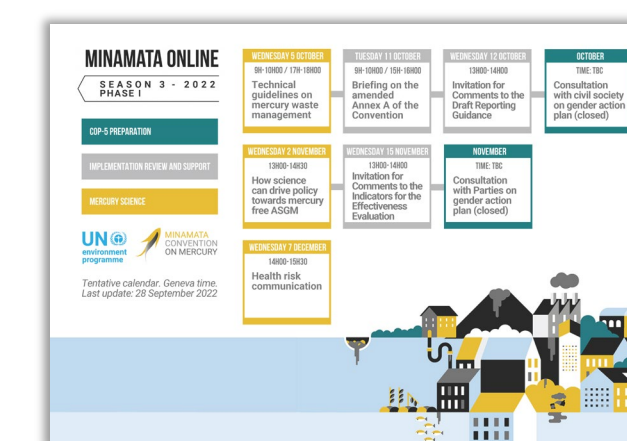 MINAMATA ONLINE
SEASON 3 - 2022
PHASE I
COP-5 PREPARATION
IMPLEMENTATION REVIEW AND SUPPORT
MERCURY SCIENCE
UN
environment
programme
MINAMATA
CONVENTION
ON MERCURY
Tentative calendar. Geneva time.
Last update: 28 September 2022
WEDNESDAY 5 OCTOBER
9H-10H00 / 17H-18H00
Technical
guidelines on
mercury waste
management
TUESDAY 11 OCTOBER
9H-10H00 / 15H-16H00
Briefing on the
amended
Annex A of the
Convention
WEDNESDAY 12 OCTOBER
13H00-14H00
Invitation for
Comments to the
Draft Reporting
Guidance
OCTOBER
TIME: TBC
Consultation
with civil society
on gender action
plan (closed)
WEDNESDAY 2 NOVEMBER
13H00-14H30
How science
can drive policy
towards mercury
free ASGM
WEDNESDAY 15 NOVEMBER
13H00-14H00
Invitation for
Comments to the
Indicators for the
Effectiveness
Evaluation
NOVEMBER
TIME: TBC
Consultation
with Parties on
gender action
plan (closed)
WEDNESDAY 7 DECEMBER
14H00-15H30
Health risk
communication